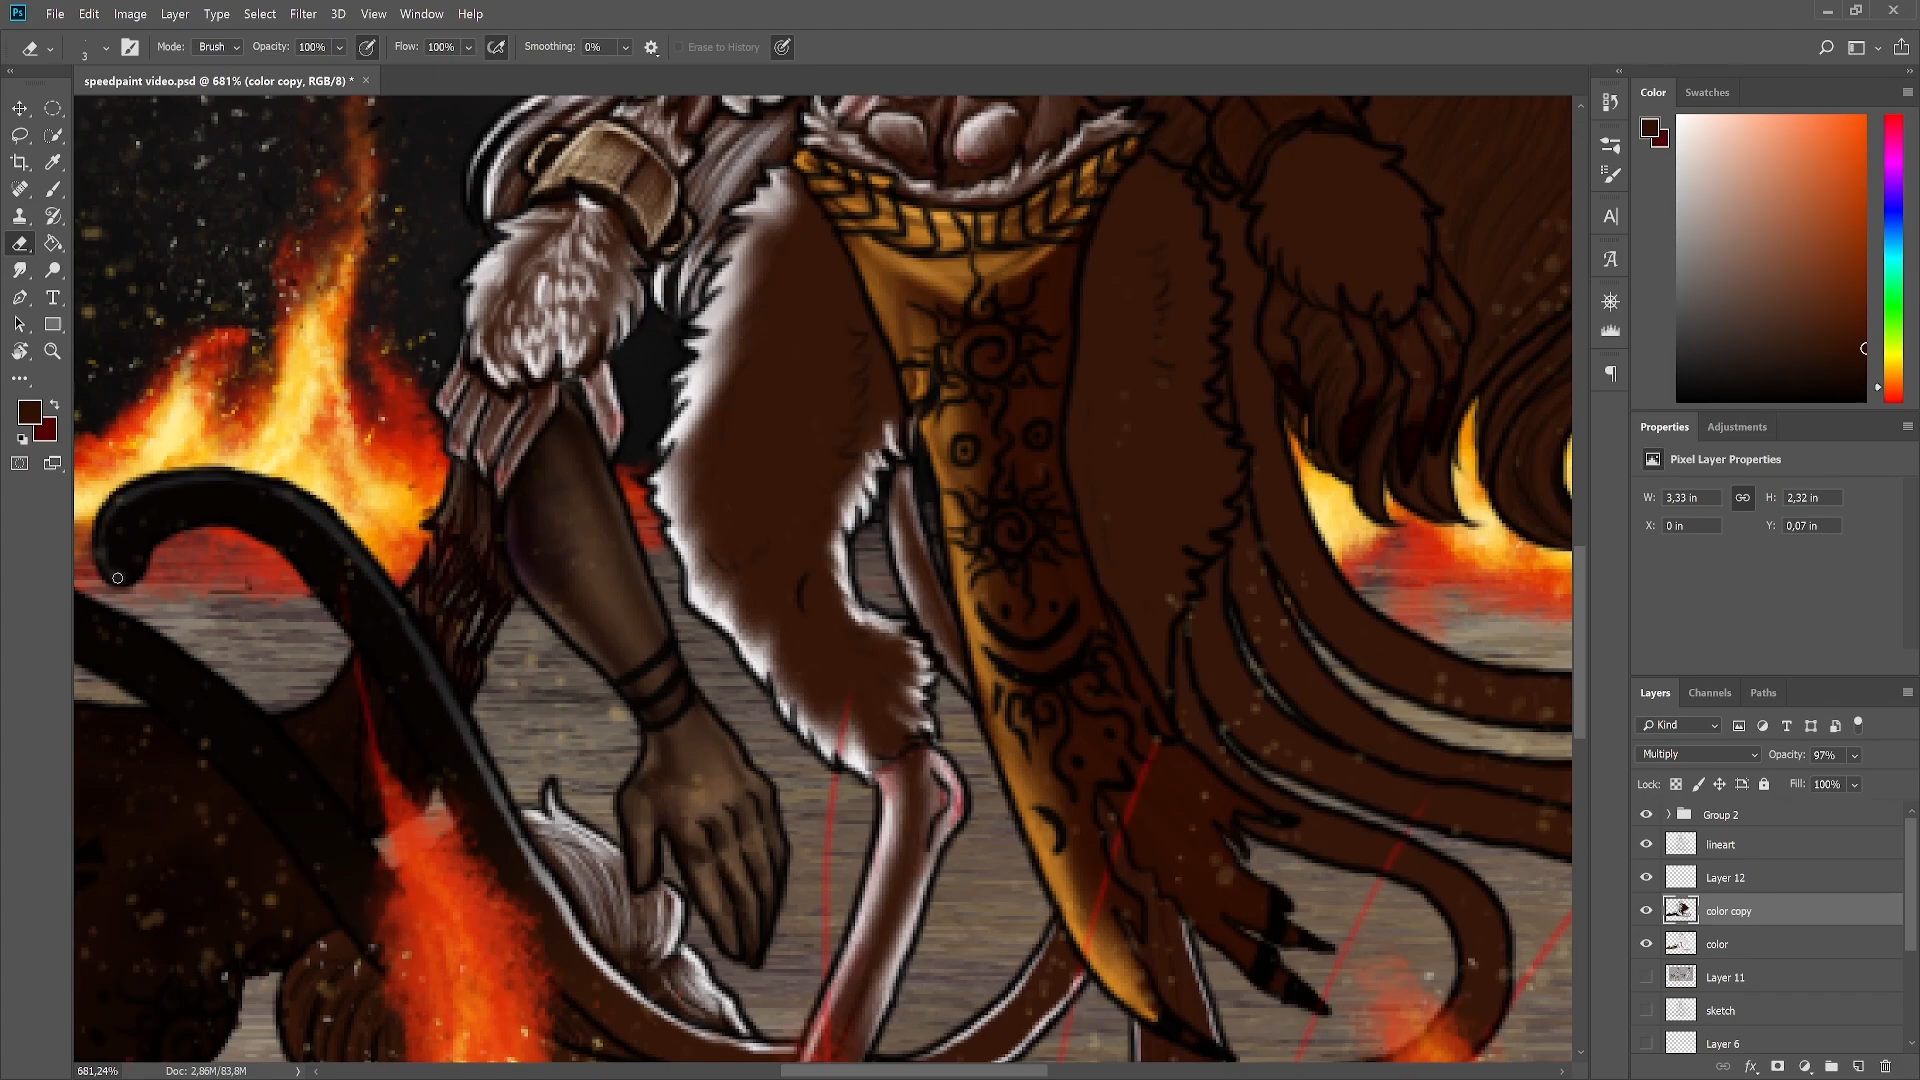 Ps File Edit Image Layer Type Select Filter 3D View Window Help
3 Mode: Brush Opacity: 100% Flow: 100% Smoothing: 0% Erase to History
speedpaint video.psd @ 681% (color copy, RGB/8) *
Color Swatches
Properties Adjustments
Pixel Layer Properties
W: 3,33 in H: 2,32 in
X: 0 in Y: 0,07 in
Layers Channels Paths
Kind
Multiply Opacity: 97%
Lock: Fill: 100%
Group 2
lineart
Layer 12
color copy
color
Layer 11
sketch
Layer 6
681,24% Doc: 2,86M/83,8M